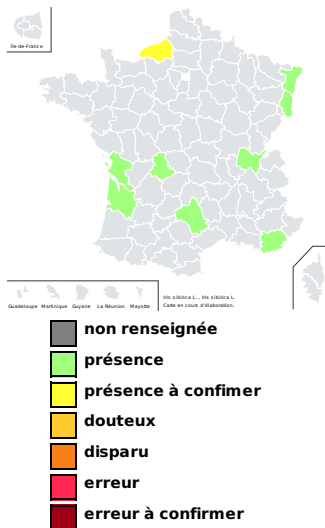 Île-de-France
Guadeloupe Martinique Guyane La Réunion Mayotte
Iris sibirica L. , Iris sibirica L.
Carte en cours d'élaboration.
non renseignée
présence
présence à confimer
douteux
disparu
erreur
erreur à confirmer